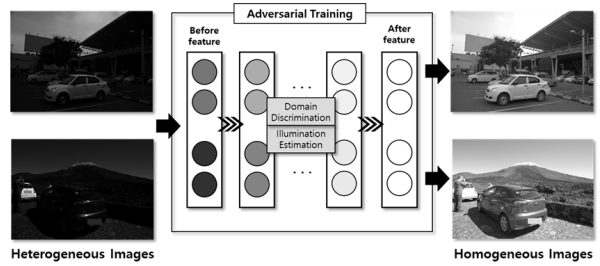 Adversarial Training
Before
feature
After
feature
. . .
Domain
Discrimination
Illumination
Estimation
. . .
Heterogeneous Images
Homogeneous Images